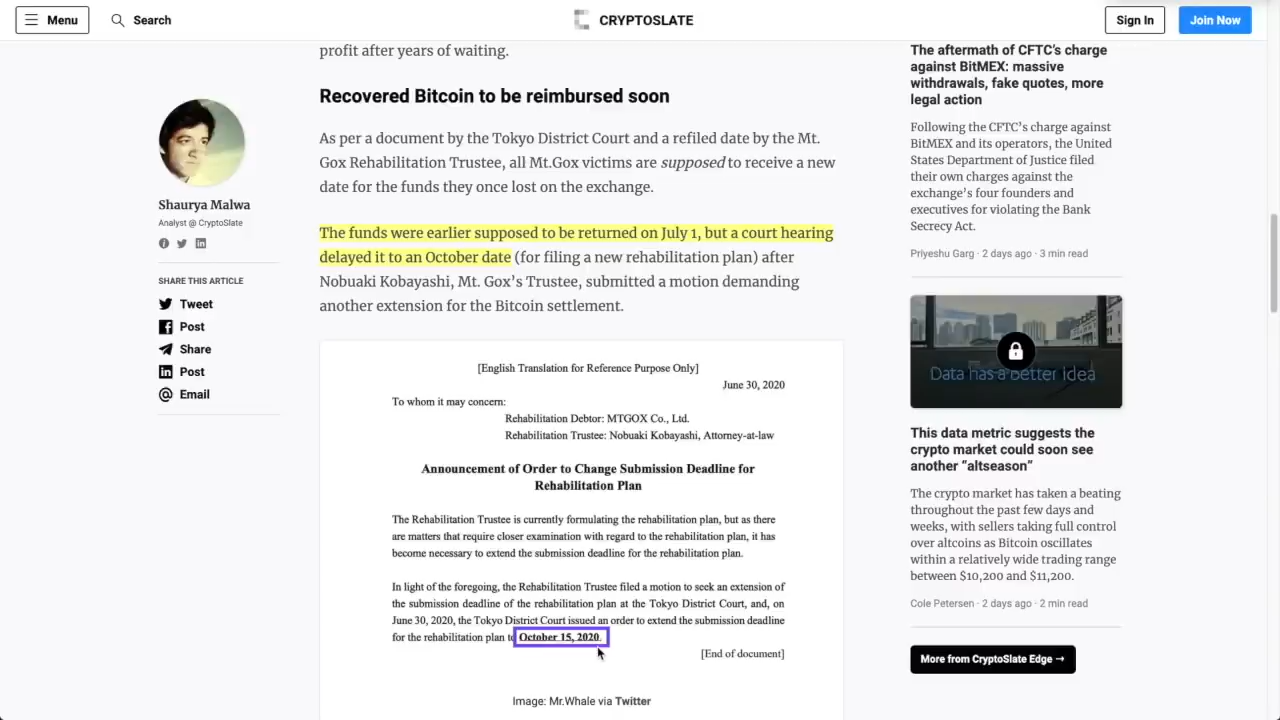 Menu
Search
CRYPTOSLATE
Sign In
Join Now
Shaurya Malwa
Analyst @ CryptoSlate
SHARE THIS ARTICLE
Tweet
Post
Share
Post
Email
profit after years of waiting.
Recovered Bitcoin to be reimbursed soon
As per a document by the Tokyo District Court and a refiled date by the Mt.
Gox Rehabilitation Trustee, all Mt.Gox victims are supposed to receive a new
date for the funds they once lost on the exchange.
The funds were earlier supposed to be returned on July 1, but a court hearing
delayed it to an October date (for filing a new rehabilitation plan) after
Nobuaki Kobayashi, Mt. Gox’s Trustee, submitted a motion demanding
another extension for the Bitcoin settlement.
[English Translation for Reference Purpose Only]
June 30, 2020
To whom it may concern:
Rehabilitation Debtor: MTGOX Co., Ltd.
Rehabilitation Trustee: Nobuaki Kobayashi, Attorney-at-law
Announcement of Order to Change Submission Deadline for
Rehabilitation Plan
The Rehabilitation Trustee is currently formulating the rehabilitation plan, but as there
are matters that require closer examination with regard to the rehabilitation plan, it has
become necessary to extend the submission deadline for the rehabilitation plan.
In light of the foregoing, the Rehabilitation Trustee filed a motion to seek an extension of
the submission deadline of the rehabilitation plan at the Tokyo District Court, and, on
June 30, 2020, the Tokyo District Court issued an order to extend the submission deadline
for the rehabilitation plan to October 15, 2020.
[End of document]
Image: Mr.Whale via Twitter
The aftermath of CFTC’s charge
against BitMEX: massive
withdrawals, fake quotes, more
legal action
Following the CFTC’s charge against
BitMEX and its operators, the United
States Department of Justice filed
their own charges against the
exchange’s four founders and
executives for violating the Bank
Secrecy Act.
Priyeshu Garg · 2 days ago · 3 min read
Data has a better idea
This data metric suggests the
crypto market could soon see
another “altseason”
The crypto market has taken a beating
throughout the past few days and
weeks, with sellers taking full control
over altcoins as Bitcoin oscillates
within a relatively wide trading range
between $10,200 and $11,200.
Cole Petersen · 2 days ago · 2 min read
More from CryptoSlate Edge →